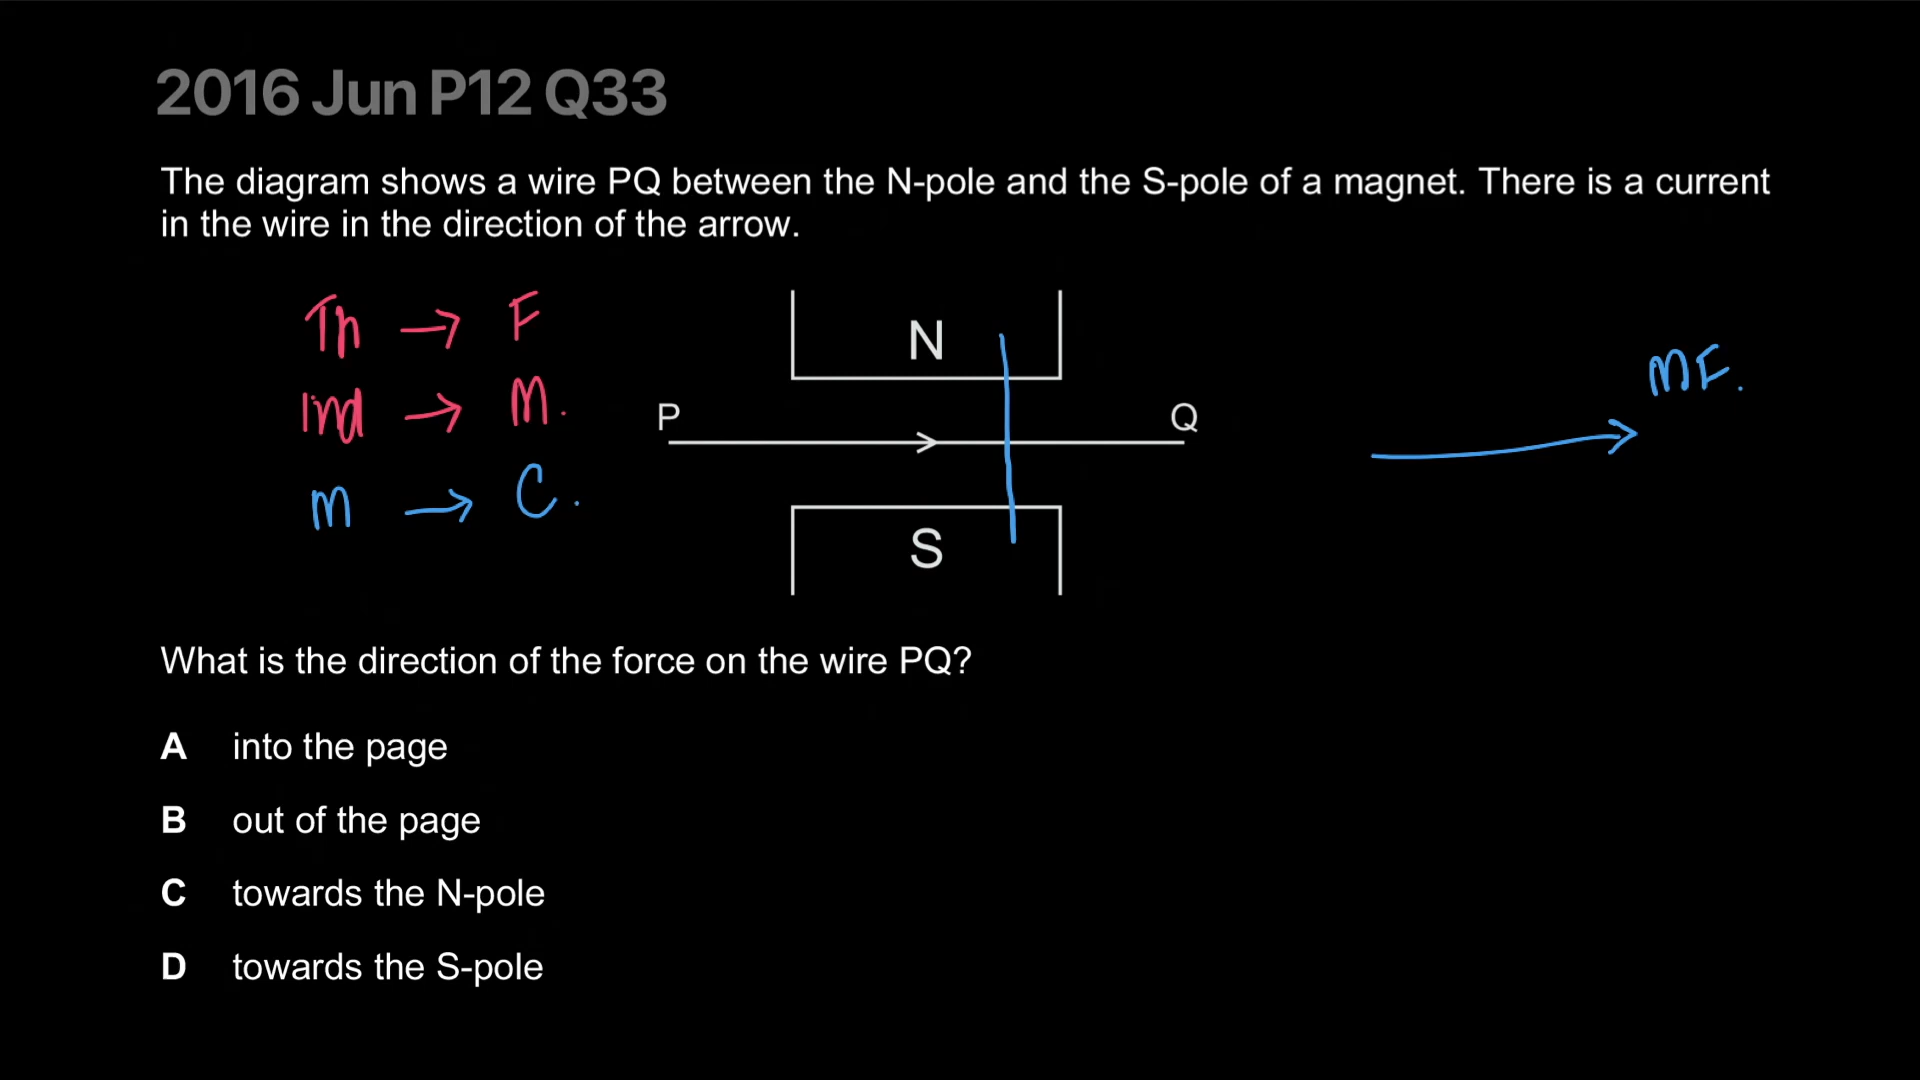 2016 Jun P12 Q33
The diagram shows a wire PQ between the N-pole and the S-pole of a magnet. There is a current
in the wire in the direction of the arrow.
Th → F
Ind → M.
M → C.
N
P
Q
S
MF.
What is the direction of the force on the wire PQ?
A into the page
B out of the page
C towards the N-pole
D towards the S-pole